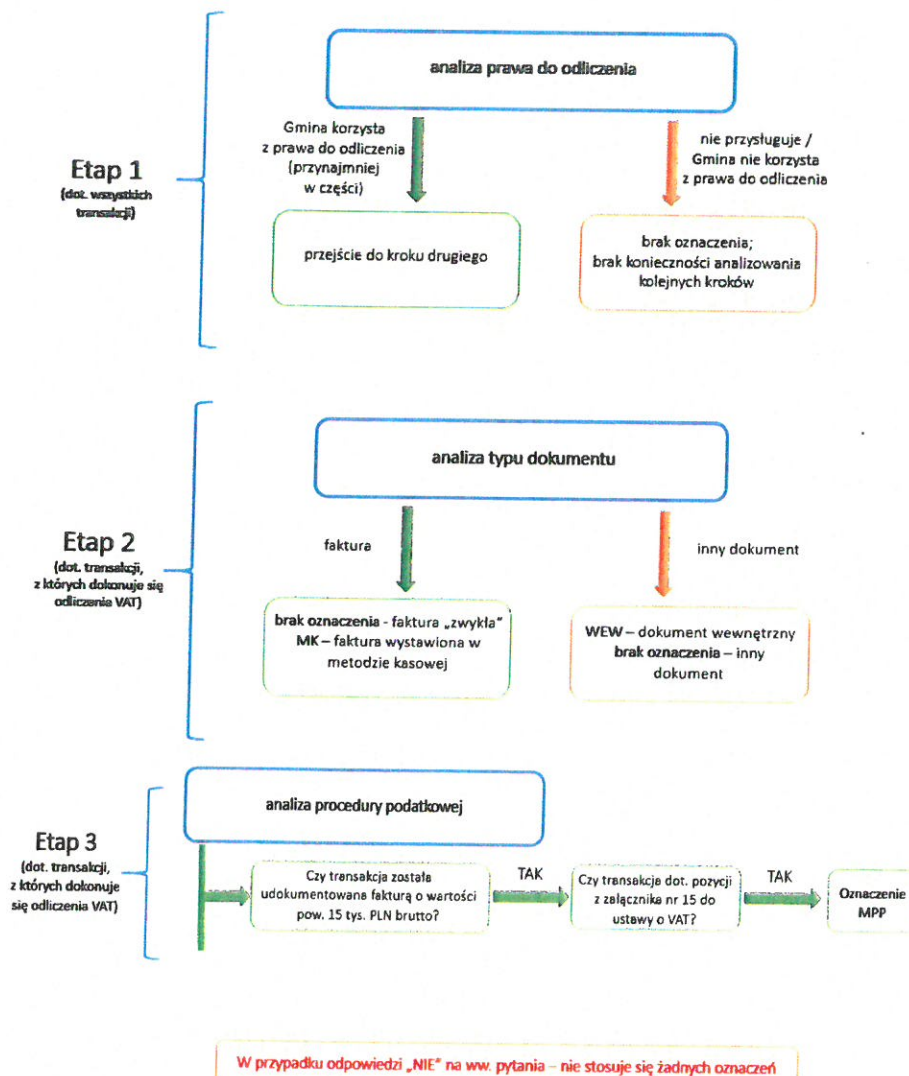 analiza prawa do odliczenia
Gmina korzysta
z prawa do odliczenia
(przynajmniej
w części)
nie przysługuje /
Gmina nie korzysta
z prawa do odliczenia
Etap 1
(dot. wszystkich
transakcji)
przejście do kroku drugiego
brak oznaczenia;
brak konieczności analizowania
kolejnych kroków
analiza typu dokumentu
Etap 2
(dot. transakcji,
z których dokonuje się
odliczenia VAT)
faktura
inny dokument
brak oznaczenia - faktura „zwykła"
MK – faktura wystawiona w
metodzie kasowej
WEW – dokument wewnętrzny
brak oznaczenia – inny
dokument
analiza procedury podatkowej
Etap 3
(dot. transakcji,
z których dokonuje
się odliczenia VAT)
Czy transakcja została
udokumentowana fakturą o wartości
pow. 15 tys. PLN brutto?
TAK
Czy transakcja dot. pozycji
z załącznika nr 15 do
ustawy o VAT?
TAK
Oznaczenie
MPP
W przypadku odpowiedzi „NIE" na ww. pytania – nie stosuje się żadnych oznaczeń